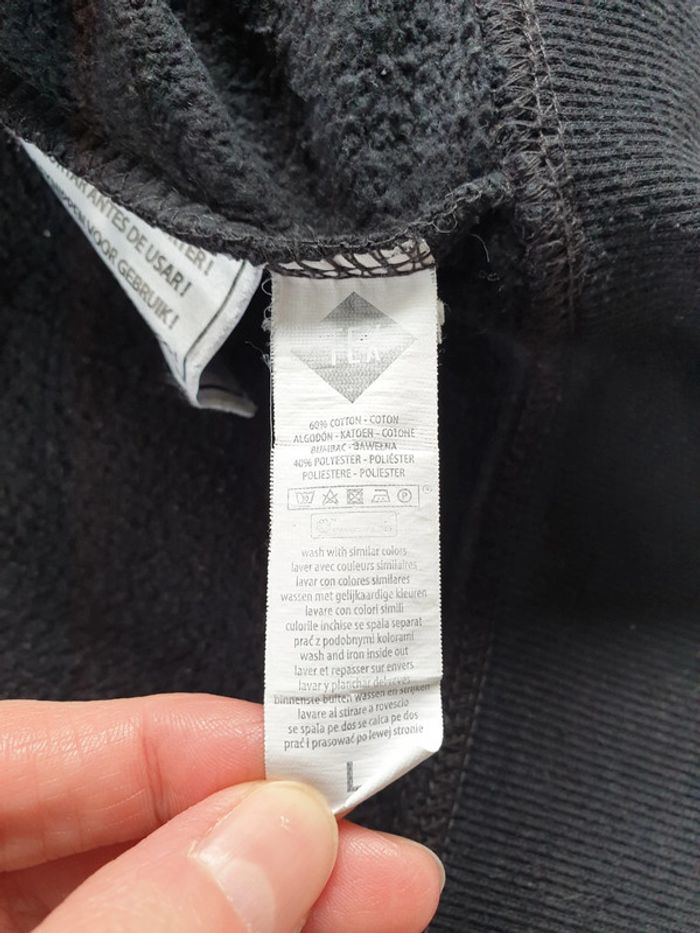 ANTES DE USAR!
VOOR GEBRUIK!
TEX
60% COTTON - COTON
ALGODÓN - KATOEN - COTONE
BUMBAC - BAWEŁNA
40% POLYESTER - POLIÉSTER
POLIESTERE - POLIESTER
wash with similar colors
laver avec couleurs similaires
lavar con colores similares
wassen met gelijkaardige kleuren
lavare con colori simili
culorile inchise se spala separat
prać z podobnymi kolorami
wash and iron inside out
laver et repasser sur envers
lavar y planchar del reves
binnenste buiten wassen en strijken
lavare al stirare a rovescio
se spala pe dos se calca pe dos
prać i prasować po lewej stronie
L